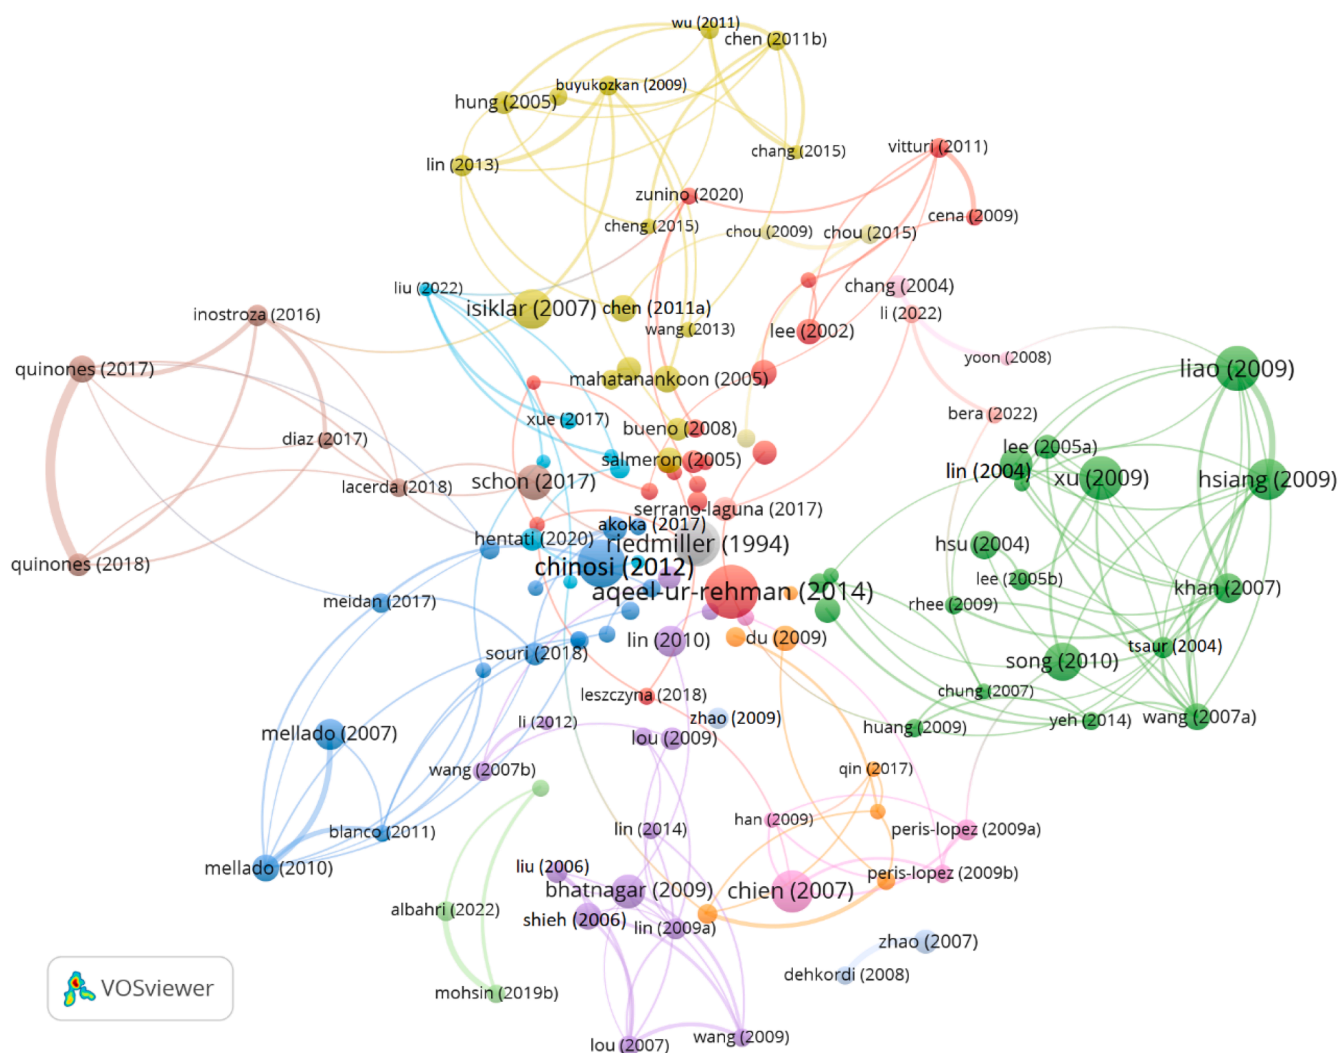 wu (2011)
chen (2011b)
buyukozkan (2009)
hung (2005)
lin (2013)
chang (2015)
vitturi (2011)
zunino (2020)
cheng (2015)
cena (2009)
chou (2009)
chou (2015)
liu (2022)
chang (2004)
inostroza (2016)
isiklar (2007)
chen (2011a)
li (2022)
wang (2013)
lee (2002)
yoon (2008)
quinones (2017)
mahatanankoon (2005)
liao (2009)
xue (2017)
bueno (2008)
bera (2022)
diaz (2017)
lee (2005a)
salmeron (2005)
lin (2004)
schon (2017)
lacerda (2018)
xu (2009)
hsiang (2009)
serrano-laguna (2017)
akoka (2017)
hentati (2020)
riedmiller (1994)
hsu (2004)
quinones (2018)
chinosi (2012)
lee (2005b)
aqeel-ur-rehman (2014)
khan (2007)
meidan (2017)
rhee (2009)
lin (2010)
du (2009)
tsaur (2004)
souri (2018)
song (2010)
leszczyna (2018)
chung (2007)
li (2012)
zhao (2009)
huang (2009)
yeh (2014)
wang (2007a)
mellado (2007)
lou (2009)
wang (2007b)
qin (2017)
blanco (2011)
lin (2014)
han (2009)
peris-lopez (2009a)
mellado (2010)
liu (2006)
bhatnagar (2009)
chien (2007)
peris-lopez (2009b)
albahri (2022)
shieh (2006)
lin (2009a)
zhao (2007)
dehkordi (2008)
VOSviewer
mohsin (2019b)
lou (2007)
wang (2009)